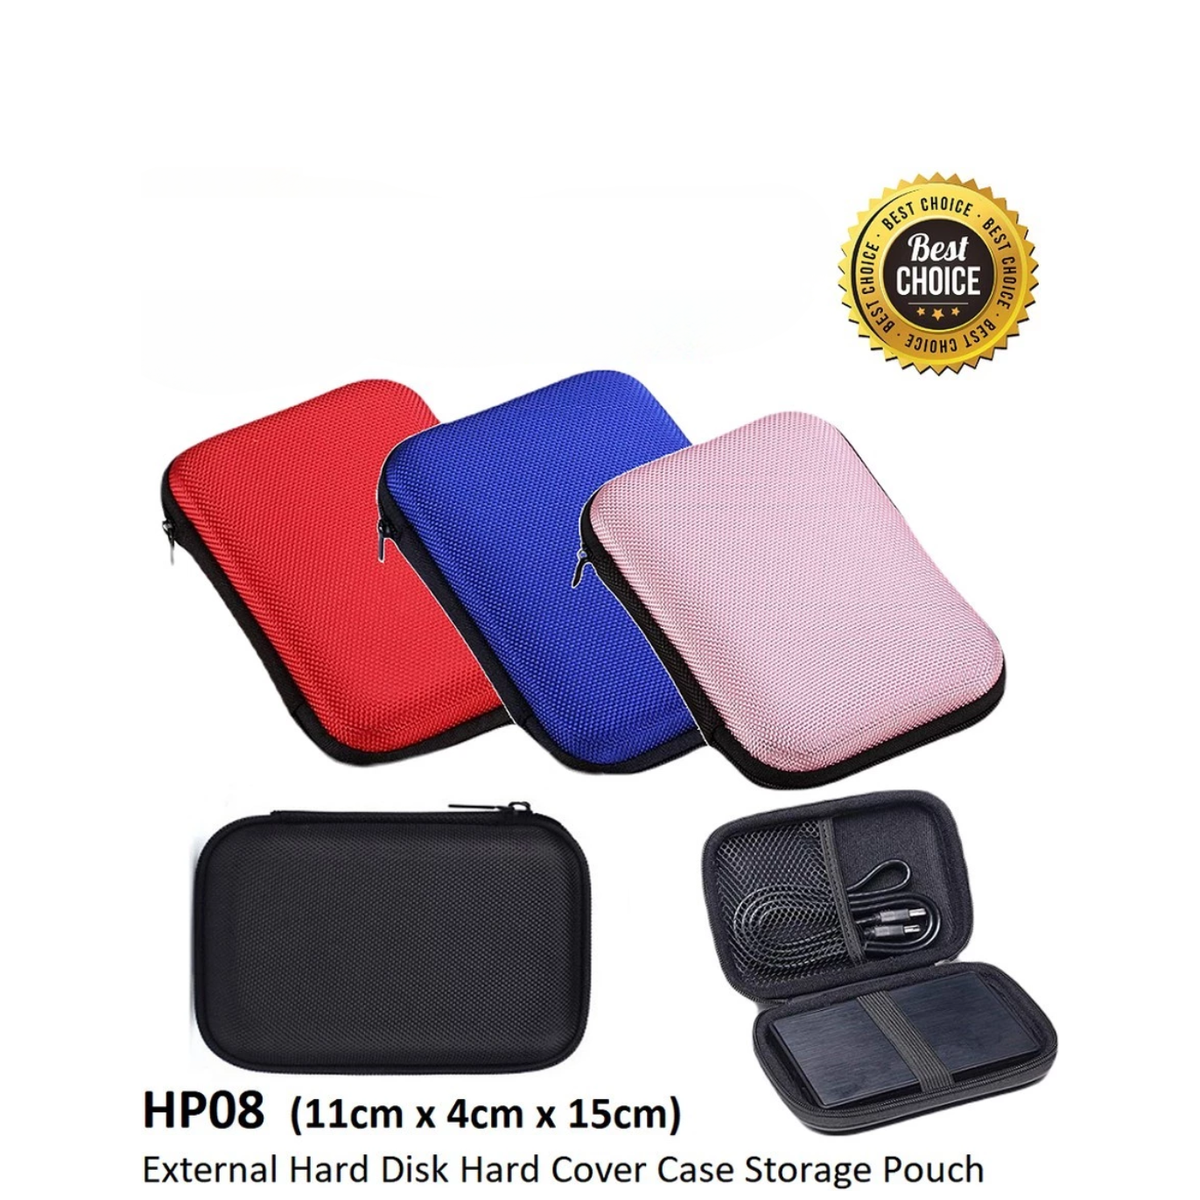 BEST CHOICE · BEST CHOICE · BEST CHOICE · BEST CHOICE ·
Best
CHOICE
HP08 (11cm x 4cm x 15cm)
External Hard Disk Hard Cover Case Storage Pouch